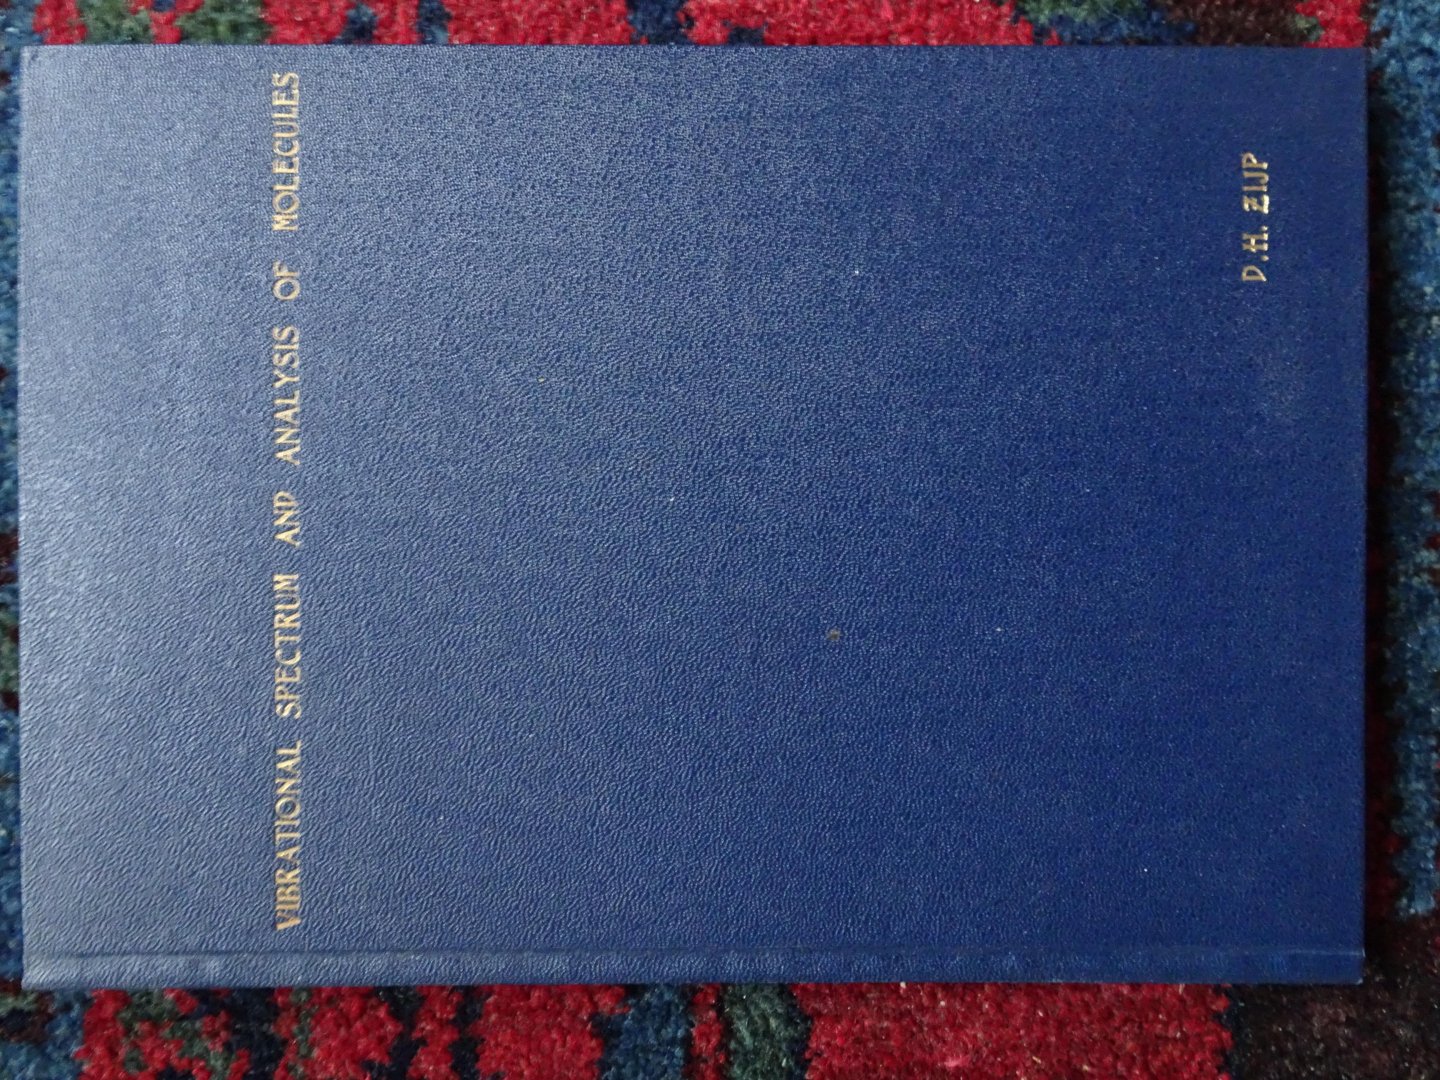 VIBRATIONAL SPECTRUM AND ANALYSIS OF MOLECULES
D.H. ZIJP